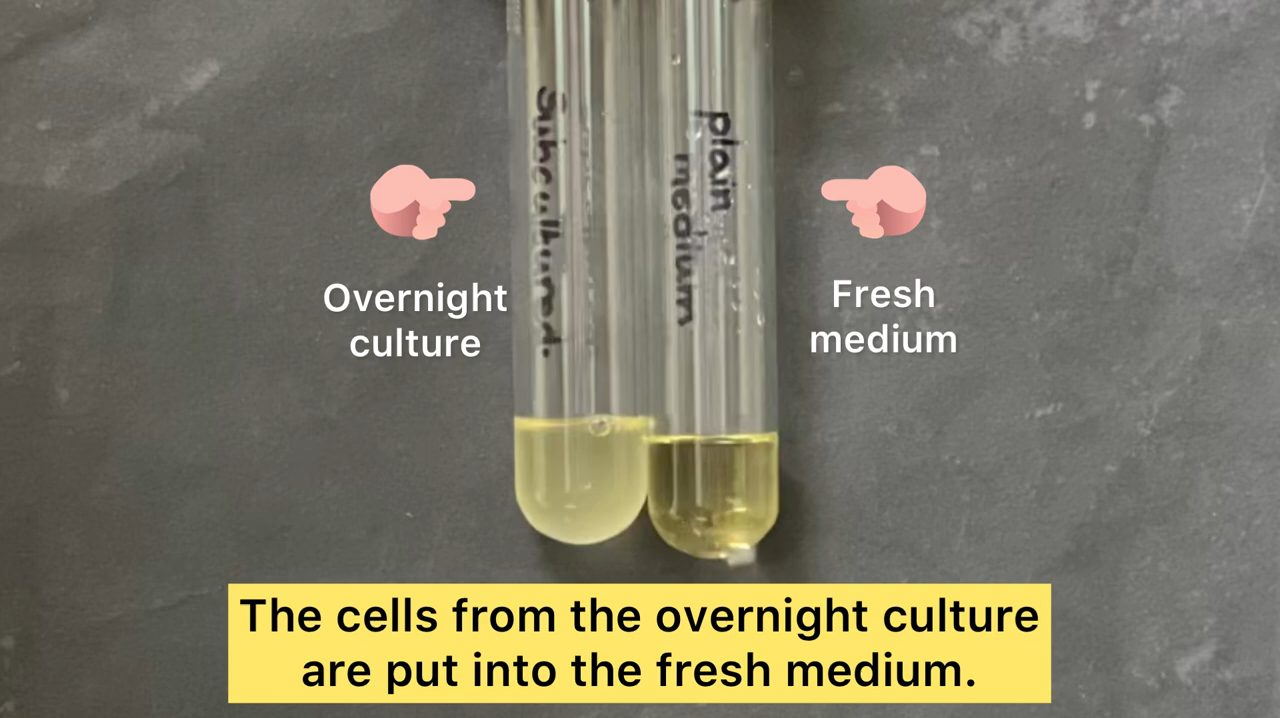 Subcultured.
plain
medium
Overnight
culture
Fresh
medium
The cells from the overnight culture
are put into the fresh medium.